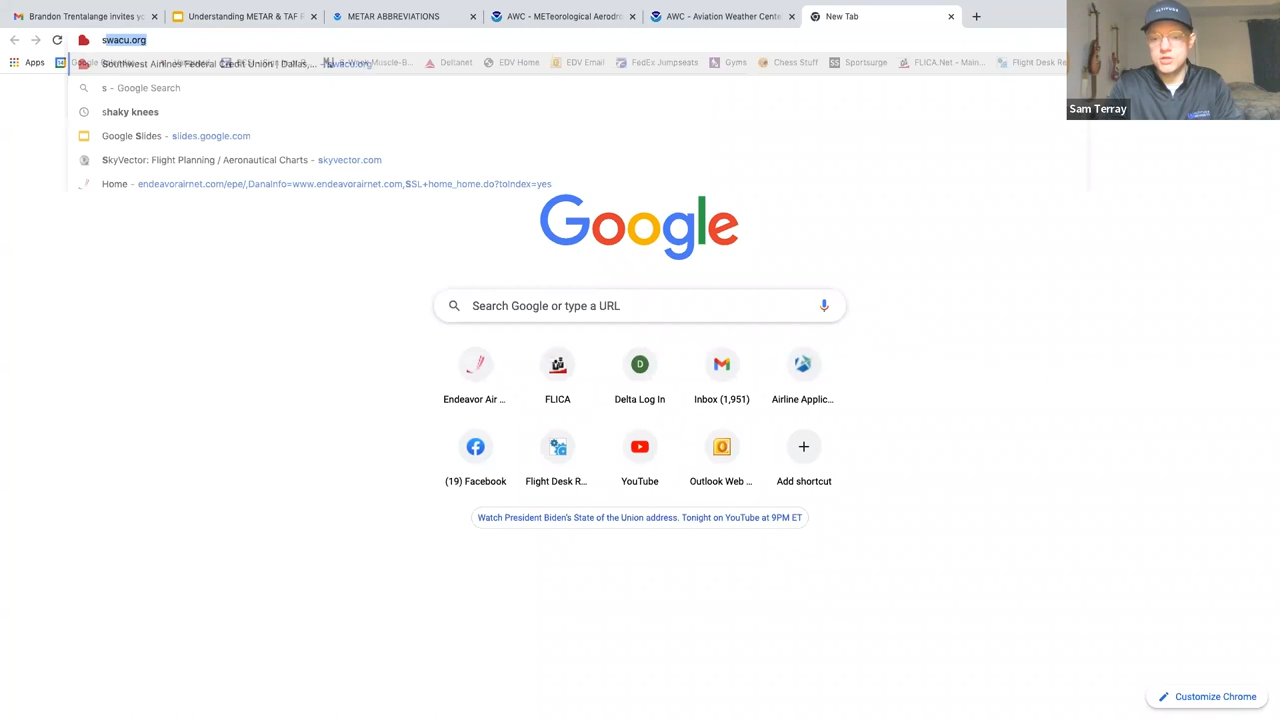 Brandon Trentalange invites yo
Understanding METAR & TAF R
METAR ABBREVIATIONS
AWC - METeorological Aerodro
AWC - Aviation Weather Cente
New Tab
swacu.org
Apps
Southwest Airlines Federal Credit Union | Dallas,... - swacu.org
Muscle-B...
Deltanet
EDV Home
EDV Email
FedEx Jumpseats
Gyms
Chess Stuff
Sportsurge
FLICA.Net - Main...
Flight Desk Re
s - Google Search
shaky knees
Google Slides - slides.google.com
SkyVector: Flight Planning / Aeronautical Charts - skyvector.com
Home - endeavorairnet.com/epe/,DanaInfo=www.endeavorairnet.com,SSL+home_home.do?toIndex=yes
Sam Terray
Google
Search Google or type a URL
Endeavor Air ...
FLICA
D
Delta Log In
Inbox (1,951)
Airline Applic...
(19) Facebook
Flight Desk R...
YouTube
Outlook Web ...
Add shortcut
Watch President Biden's State of the Union address. Tonight on YouTube at 9PM ET
Customize Chrome